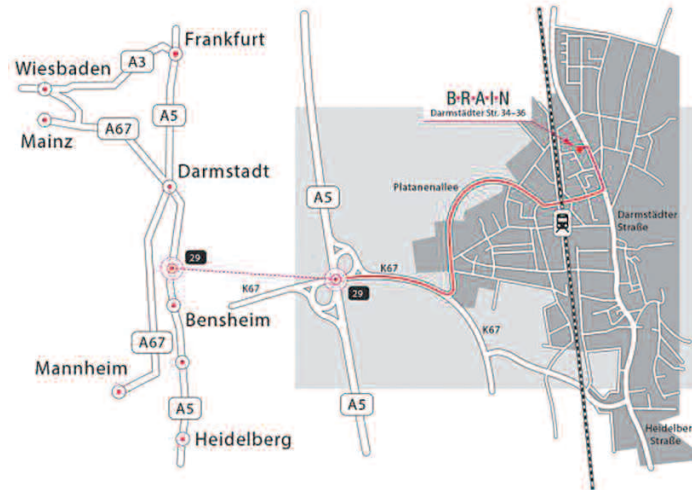 Frankfurt
A3
Wiesbaden
A5
A67
Mainz
Darmstadt
29
Bensheim
A67
Mannheim
A5
Heidelberg
B·R·A·I·N
Darmstädter Str. 34–36
Platanenallee
A5
Darmstädter
Straße
K67
K67
29
K67
A5
Heidelber
Straße